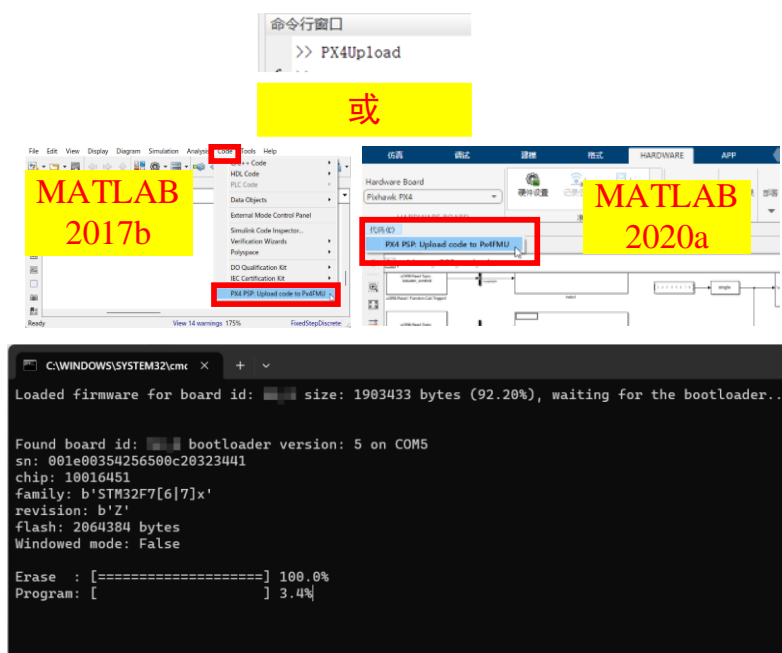 命令行窗口
>> PX4Upload
或
File Edit View Display Diagram Simulation Analysis Code Tools Help
C/C++ Code
HDL Code
PLC Code
Data Objects
External Mode Control Panel
Simulink Code Inspector...
Verification Wizards
Polyspace
DO Qualification Kit
IEC Certification Kit
PX4 PSP: Upload code to Px4FMU
MATLAB
2017b
Ready View 14 warnings 175% FixedStepDiscrete
仿真 调试 建模 格式 HARDWARE APP
Hardware Board
Pixhawk PX4
硬件设置
HARDWARE BOARD
代码(C)
PX4 PSP: Upload code to Px4FMU
MATLAB
2020a
single
C:\WINDOWS\SYSTEM32\cmc
Loaded firmware for board id: size: 1903433 bytes (92.20%), waiting for the bootloader..
Found board id: bootloader version: 5 on COM5
sn: 001e00354256500c20323441
chip: 10016451
family: b'STM32F7[6|7]x'
revision: b'Z'
flash: 2064384 bytes
Windowed mode: False
Erase : [====================] 100.0%
Program: [ ] 3.4%